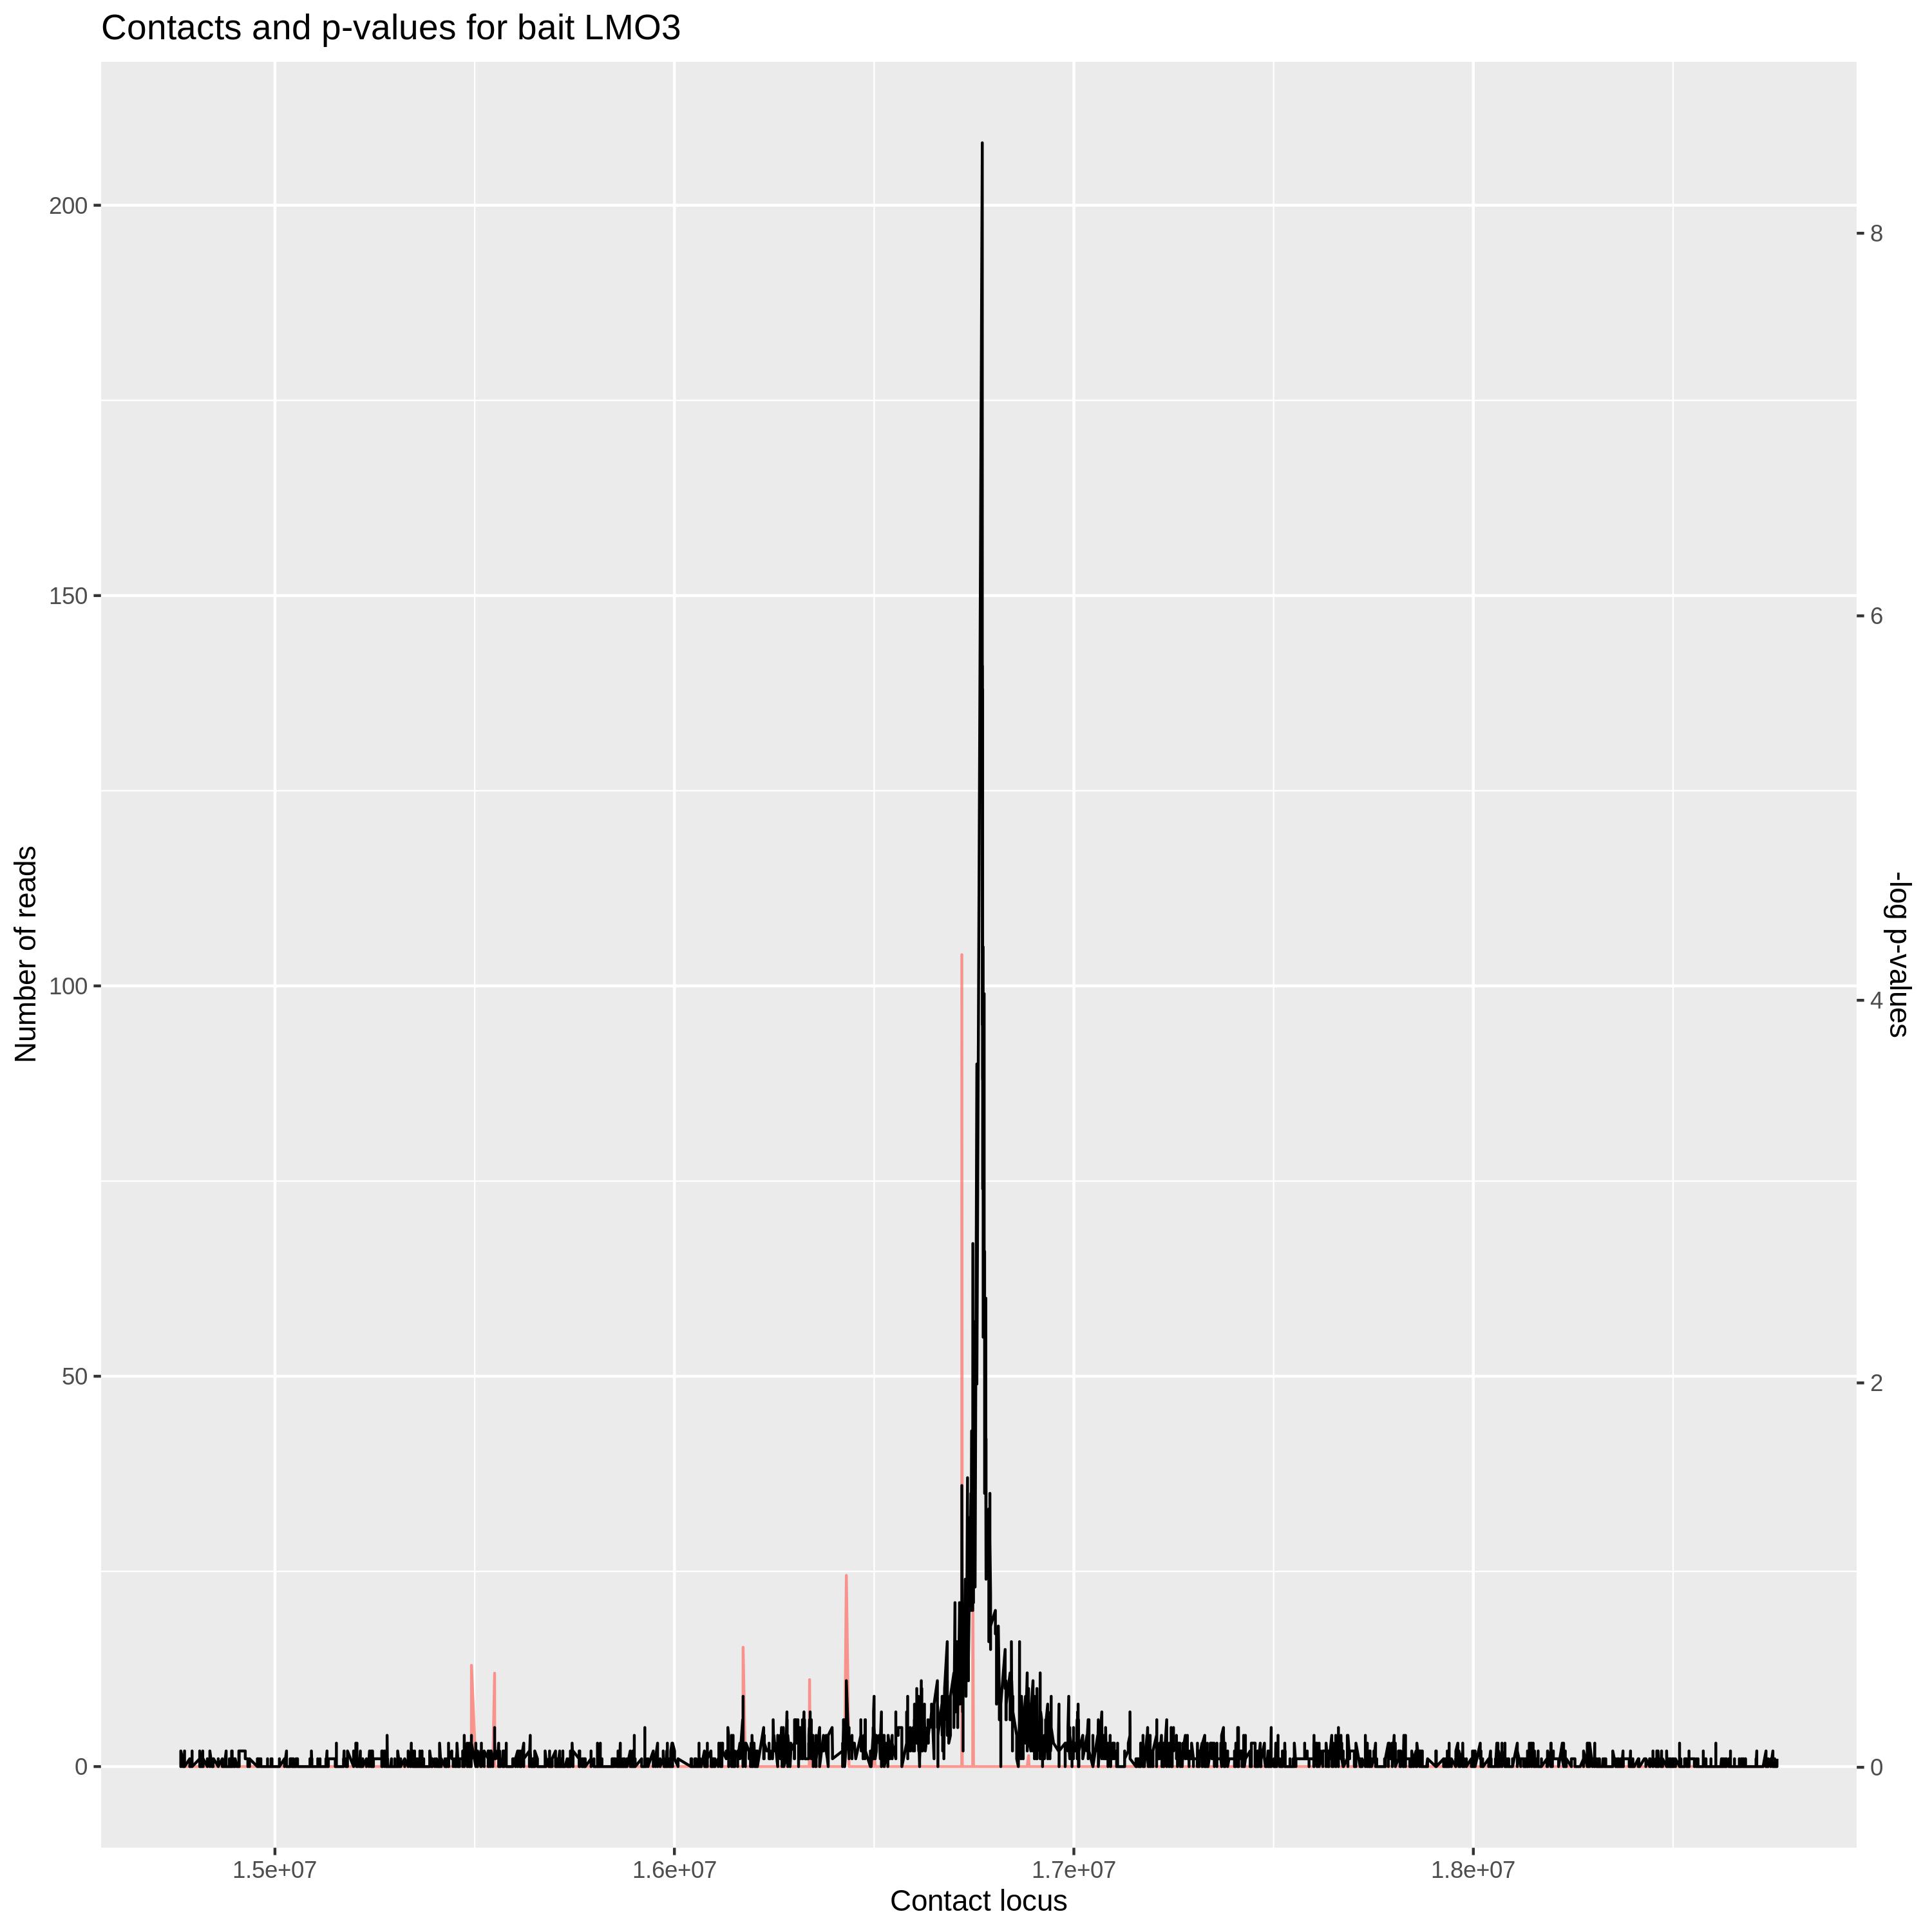 Contacts and p-values for bait LMO3
200
150
100
50
0
Number of reads
8
6
4
2
0
-log p-values
1.5e+07
1.6e+07
1.7e+07
1.8e+07
Contact locus